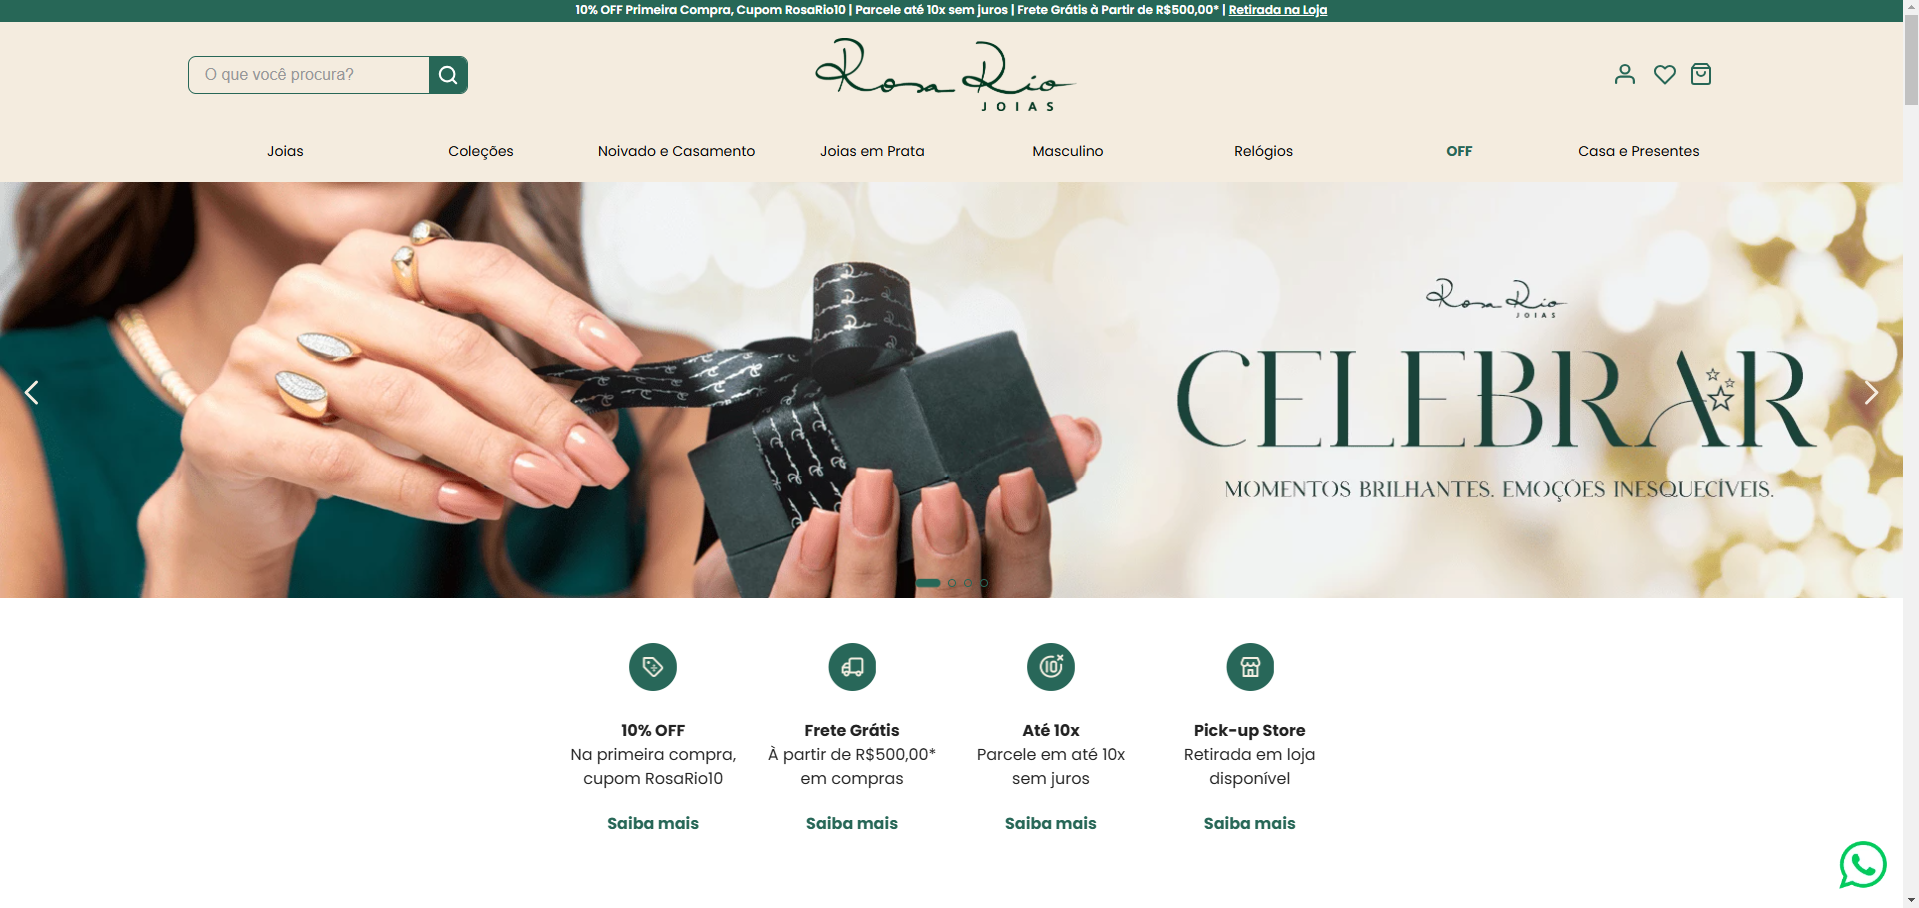 10% OFF Primeira Compra, Cupom RosaRio10 | Parcele até 10x sem juros | Frete Grátis à Partir de R$500,00* | Retirada na Loja
O que você procura?
Rosa Rio
JOIAS
Joias
Coleções
Noivado e Casamento
Joias em Prata
Masculino
Relógios
OFF
Casa e Presentes
Rosa Rio
JOIAS
CELEBRAR
MOMENTOS BRILHANTES. EMOÇÕES INESQUECÍVEIS.
10% OFF
Na primeira compra,
cupom RosaRio10
Saiba mais
Frete Grátis
À partir de R$500,00*
em compras
Saiba mais
10x
Até 10x
Parcele em até 10x
sem juros
Saiba mais
Pick-up Store
Retirada em loja
disponível
Saiba mais